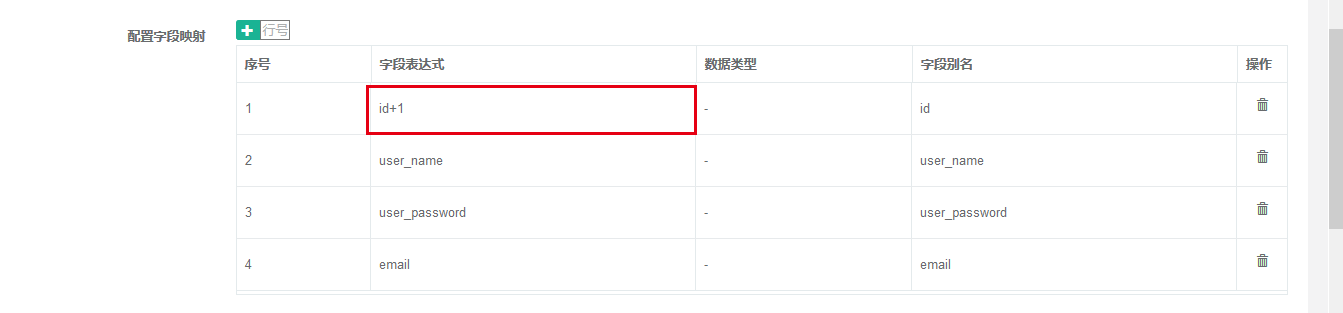 配置字段映射 行号
序号 字段表达式 数据类型 字段别名 操作
1 id+1 - id
2 user_name - user_name
3 user_password - user_password
4 email - email